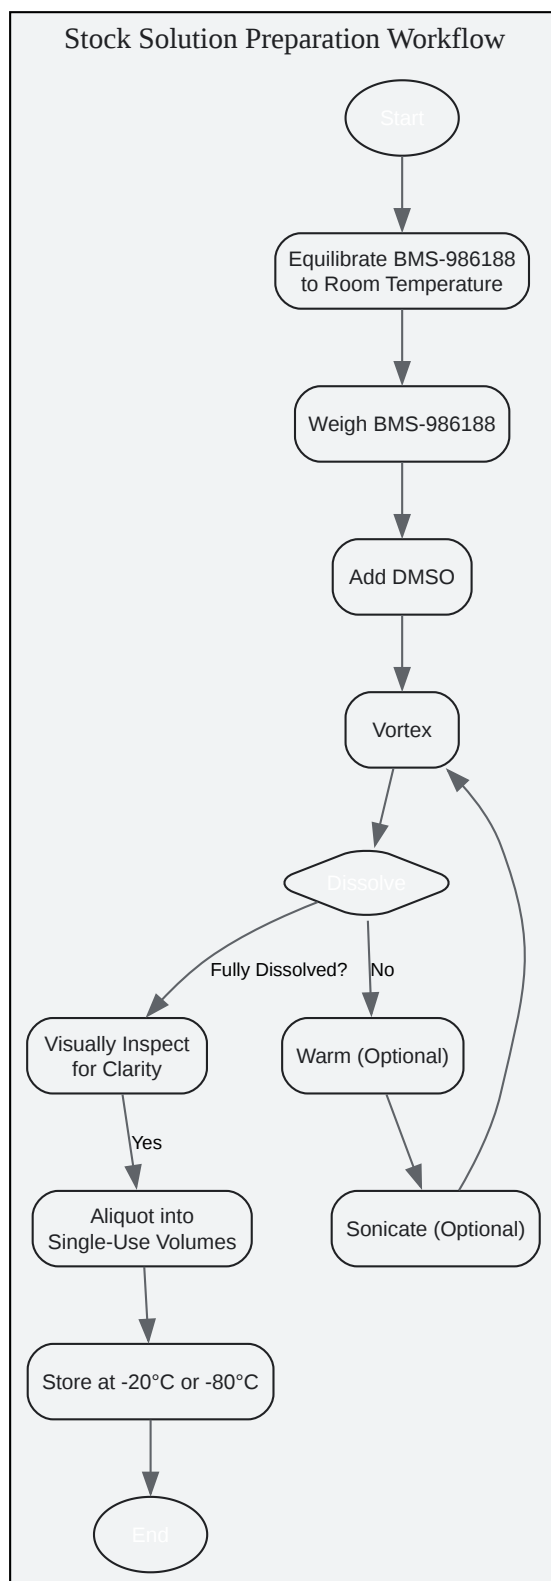 Stock Solution Preparation Workflow
Start
Equilibrate BMS-986188
to Room Temperature
Weigh BMS-986188
Add DMSO
Vortex
Dissolve
Fully Dissolved?
No
Visually Inspect
for Clarity
Warm (Optional)
Yes
Aliquot into
Single-Use Volumes
Sonicate (Optional)
Store at -20°C or -80°C
End